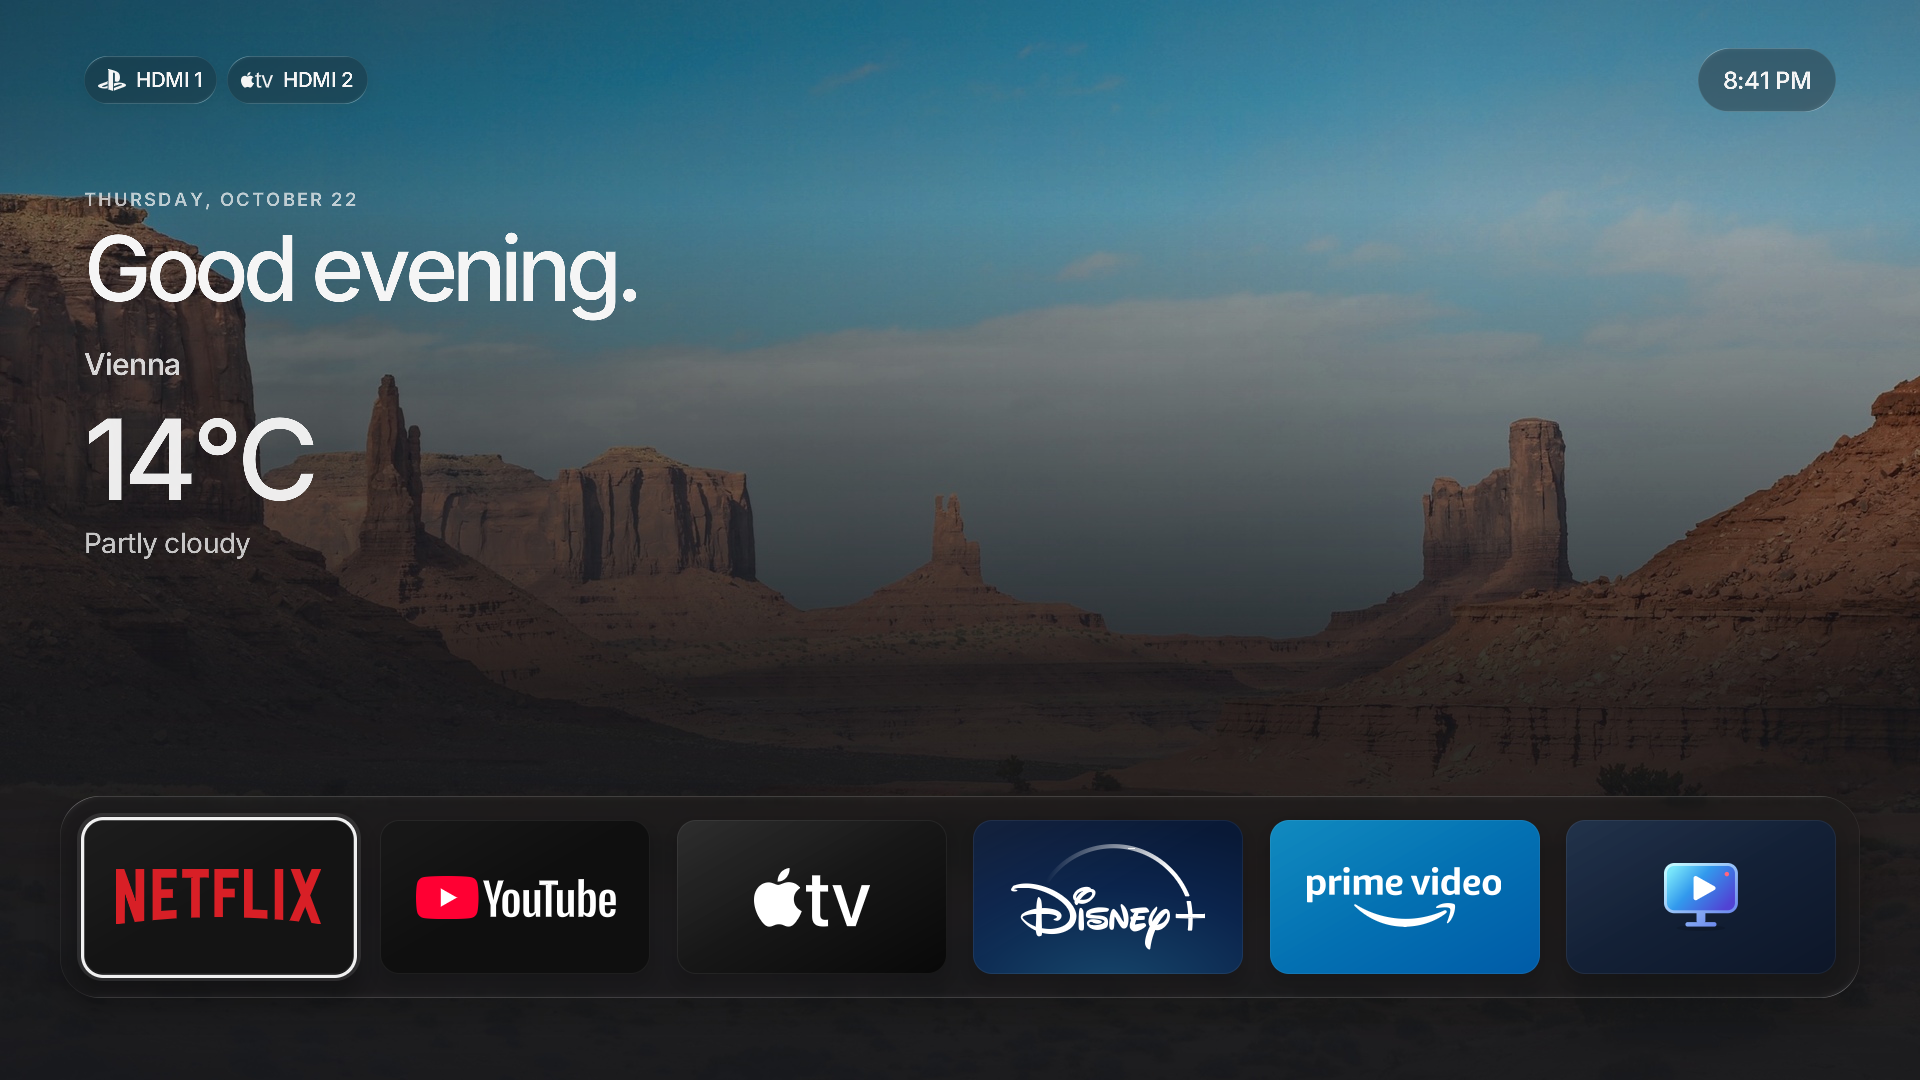 HDMI 1
tv HDMI 2
8:41 PM
THURSDAY, OCTOBER 22
Good evening.
Vienna
14°C
Partly cloudy
NETFLIX
YouTube
tv
Disney+
prime video